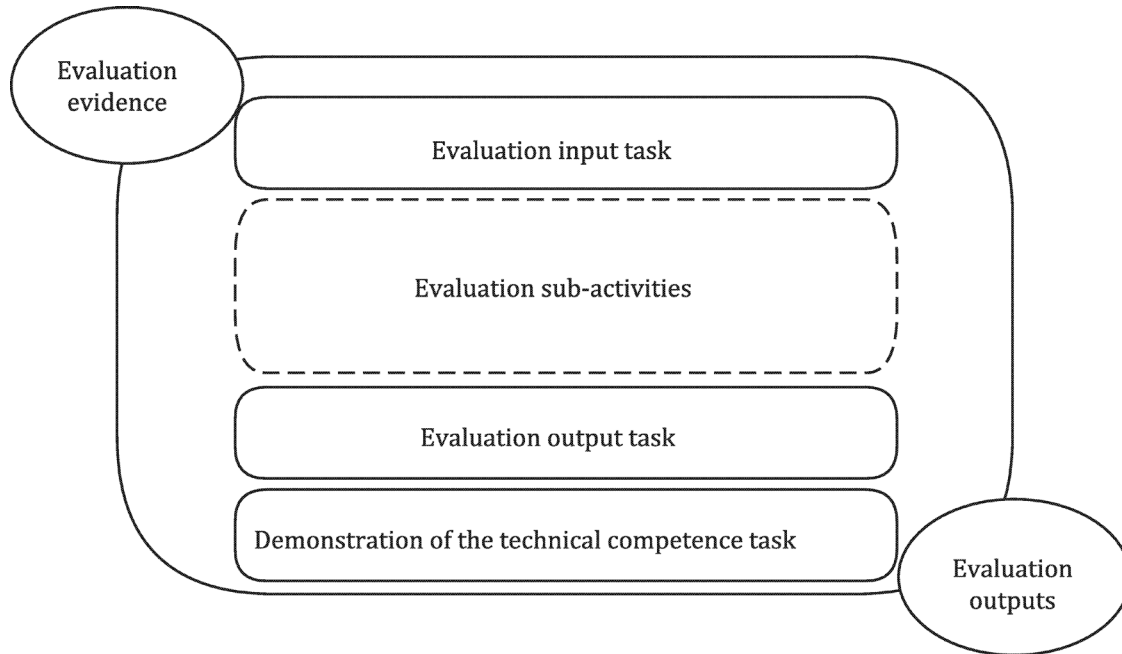 Evaluation
evidence
Evaluation input task
Evaluation sub-activities
Evaluation output task
Demonstration of the technical competence task
Evaluation
outputs